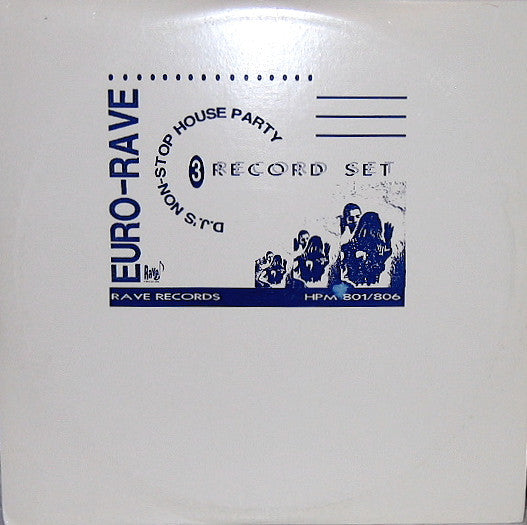 EURO-RAVE
D.J.'S NON-STOP HOUSE PARTY
3 RECORD SET
Rave
RAVE RECORDS
HPM 801/806